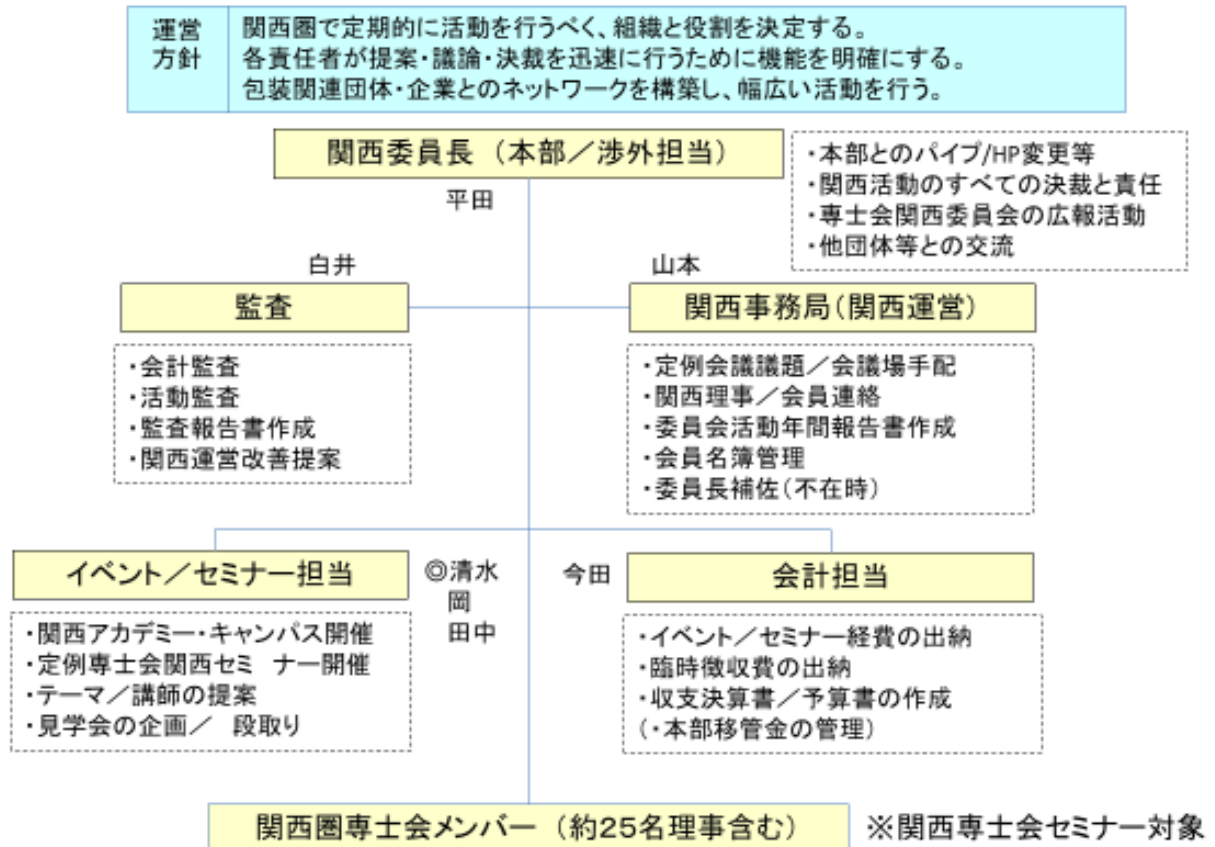 運営方針
関西圏で定期的に活動を行うべく、組織と役割を決定する。
各責任者が提案・議論・決裁を迅速に行うために機能を明確にする。
包装関連団体・企業とのネットワークを構築し、幅広い活動を行う。
関西委員長（本部／渉外担当）
平田
・本部とのパイプ/HP変更等
・関西活動のすべての決裁と責任
・専士会関西委員会の広報活動
・他団体等との交流
白井
監査
・会計監査
・活動監査
・監査報告書作成
・関西運営改善提案
山本
関西事務局（関西運営）
・定例会議議題／会議場手配
・関西理事／会員連絡
・委員会活動年間報告書作成
・会員名簿管理
・委員長補佐（不在時）
イベント／セミナー担当
◎清水
岡
田中
・関西アカデミー・キャンパス開催
・定例専士会関西セミ　ナー開催
・テーマ／講師の提案
・見学会の企画／　段取り
今田
会計担当
・イベント／セミナー経費の出納
・臨時徴収費の出納
・収支決算書／予算書の作成
（・本部移管金の管理）
関西圏専士会メンバー（約25名理事含む）
※関西専士会セミナー対象